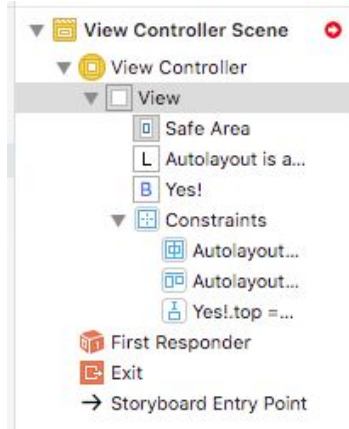 View Controller Scene
View Controller
View
Safe Area
L Autolayout is a...
B Yes!
Constraints
Autolayout...
Autolayout...
Yes!.top =...
First Responder
Exit
Storyboard Entry Point